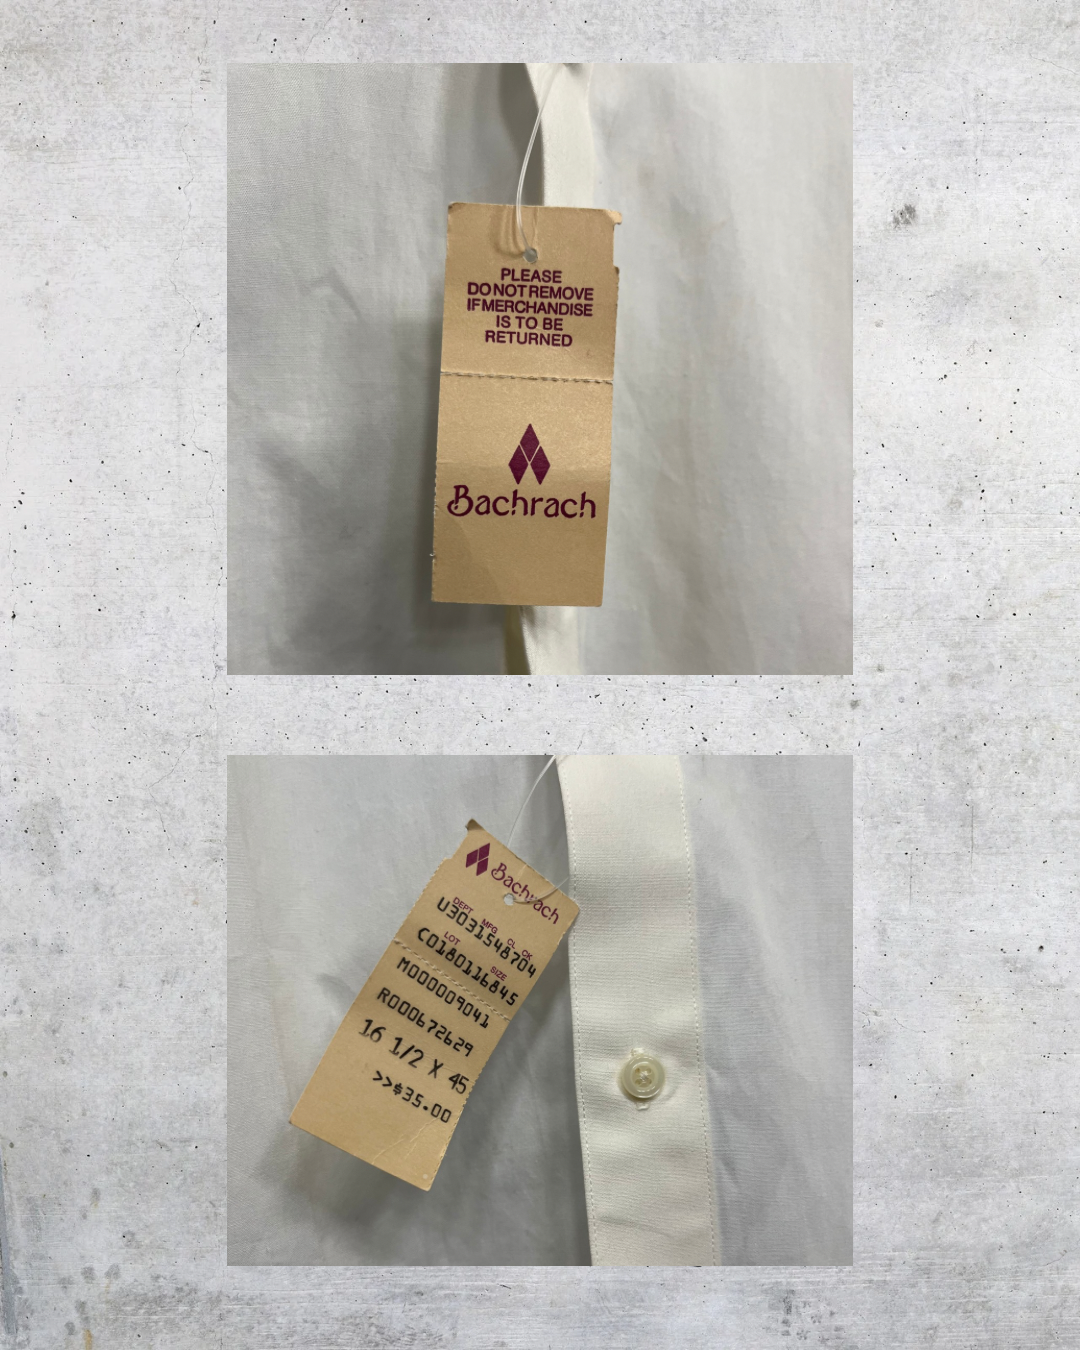 PLEASE
DO NOT REMOVE
IF MERCHANDISE
IS TO BE
RETURNED
Bachrach
Bachrach
DEPT MFG CL CK
U3031548704
LOT SIZE
C0180116845
M000009041
R000672629
16 1/2 X 45
>>$35.00